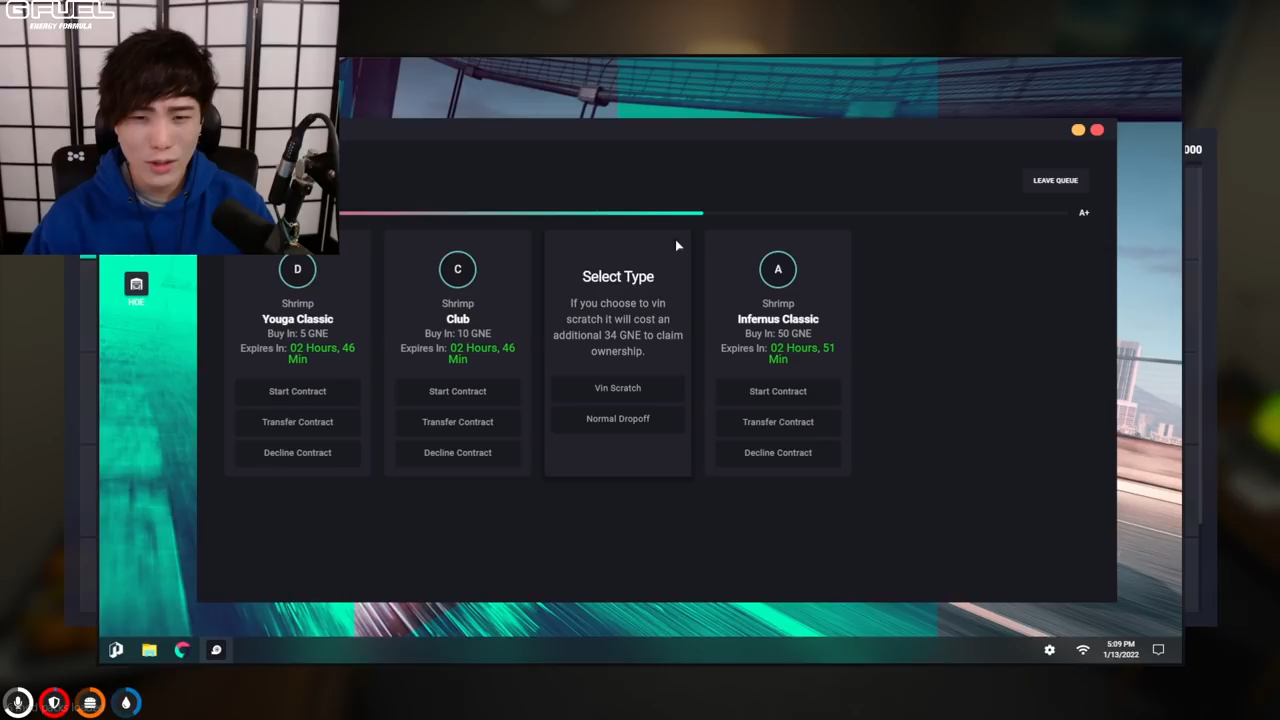 GFUEL
ENERGY FORMULA
000
LEAVE QUEUE
A+
HOE
D
Shrimp
Youga Classic
Buy In: 5 GNE
Expires In: 02 Hours, 46
Min
Start Contract
Transfer Contract
Decline Contract
C
Shrimp
Club
Buy In: 10 GNE
Expires In: 02 Hours, 46
Min
Start Contract
Transfer Contract
Decline Contract
Select Type
If you choose to vin
scratch it will cost an
additional 34 GNE to claim
ownership.
Vin Scratch
Normal Dropoff
A
Shrimp
Infernus Classic
Buy In: 50 GNE
Expires In: 02 Hours, 51
Min
Start Contract
Transfer Contract
Decline Contract
5:09 PM
1/13/2022